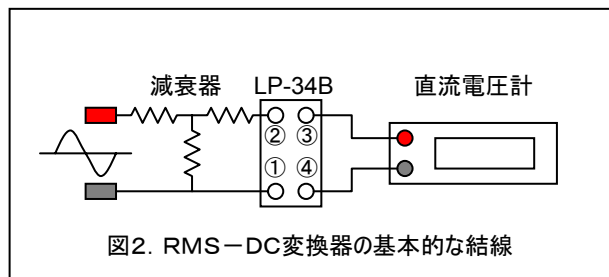 減衰器 LP-34B 直流電圧計
② ③
① ④
図2. RMS－DC変換器の基本的な結線